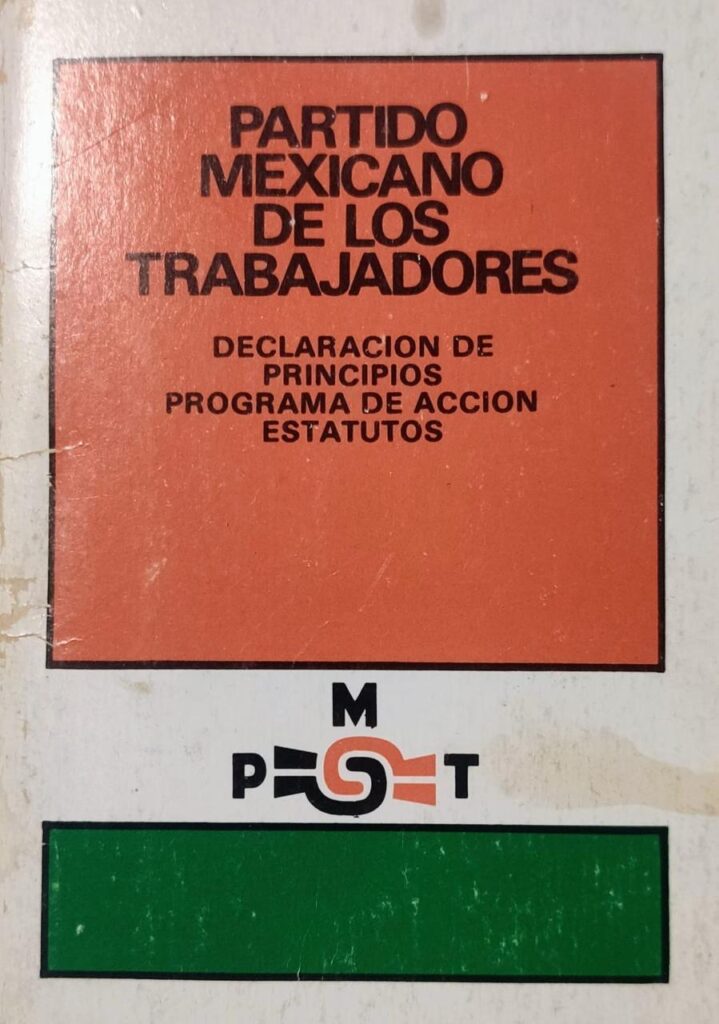 PARTIDO
MEXICANO
DE LOS
TRABAJADORES
DECLARACION DE
PRINCIPIOS
PROGRAMA DE ACCION
ESTATUTOS
M
P T